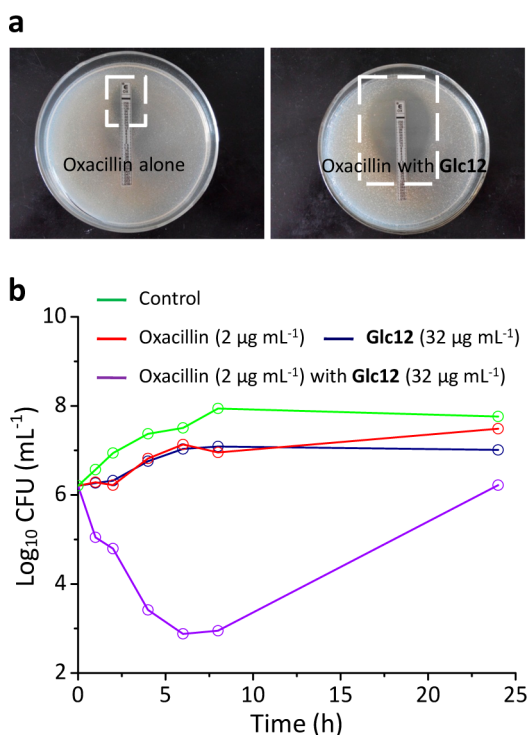 a
Oxacillin alone
Oxacillin with Glc12
b
Control
Oxacillin (2 µg mL⁻¹) Glc12 (32 µg mL⁻¹)
Oxacillin (2 µg mL⁻¹) with Glc12 (32 µg mL⁻¹)
10
8
6
4
2
Log₁₀ CFU (mL⁻¹)
0 5 10 15 20 25
Time (h)